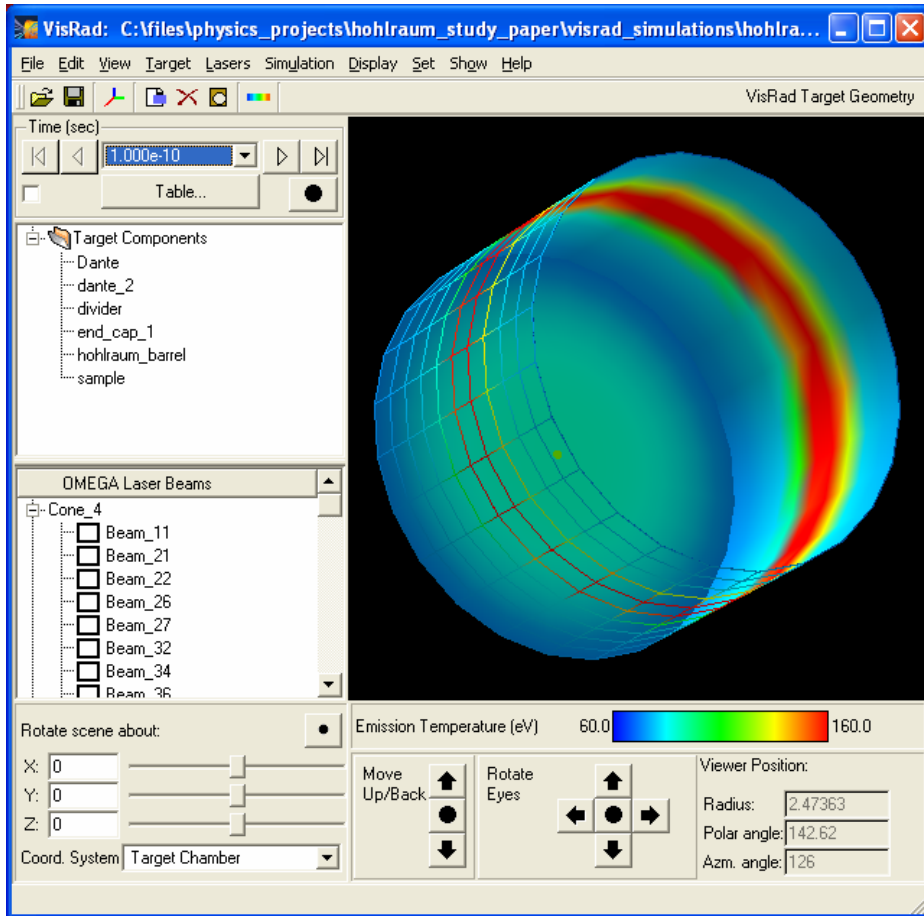 VisRad: C:\files\physics_projects\hohlraum_study_paper\visrad_simulations\hohlra...
File Edit View Target Lasers Simulation Display Set Show Help
VisRad Target Geometry
Time (sec)
1.000e-10
Table...
Target Components
Dante
dante_2
divider
end_cap_1
hohlraum_barrel
sample
OMEGA Laser Beams
Cone_4
Beam_11
Beam_21
Beam_22
Beam_26
Beam_27
Beam_32
Beam_34
Beam_36
Emission Temperature (eV) 60.0 160.0
Rotate scene about:
X: 0
Y: 0
Z: 0
Coord. System Target Chamber
Move
Up/Back
Rotate
Eyes
Viewer Position:
Radius: 2.47363
Polar angle: 142.62
Azm. angle: 126